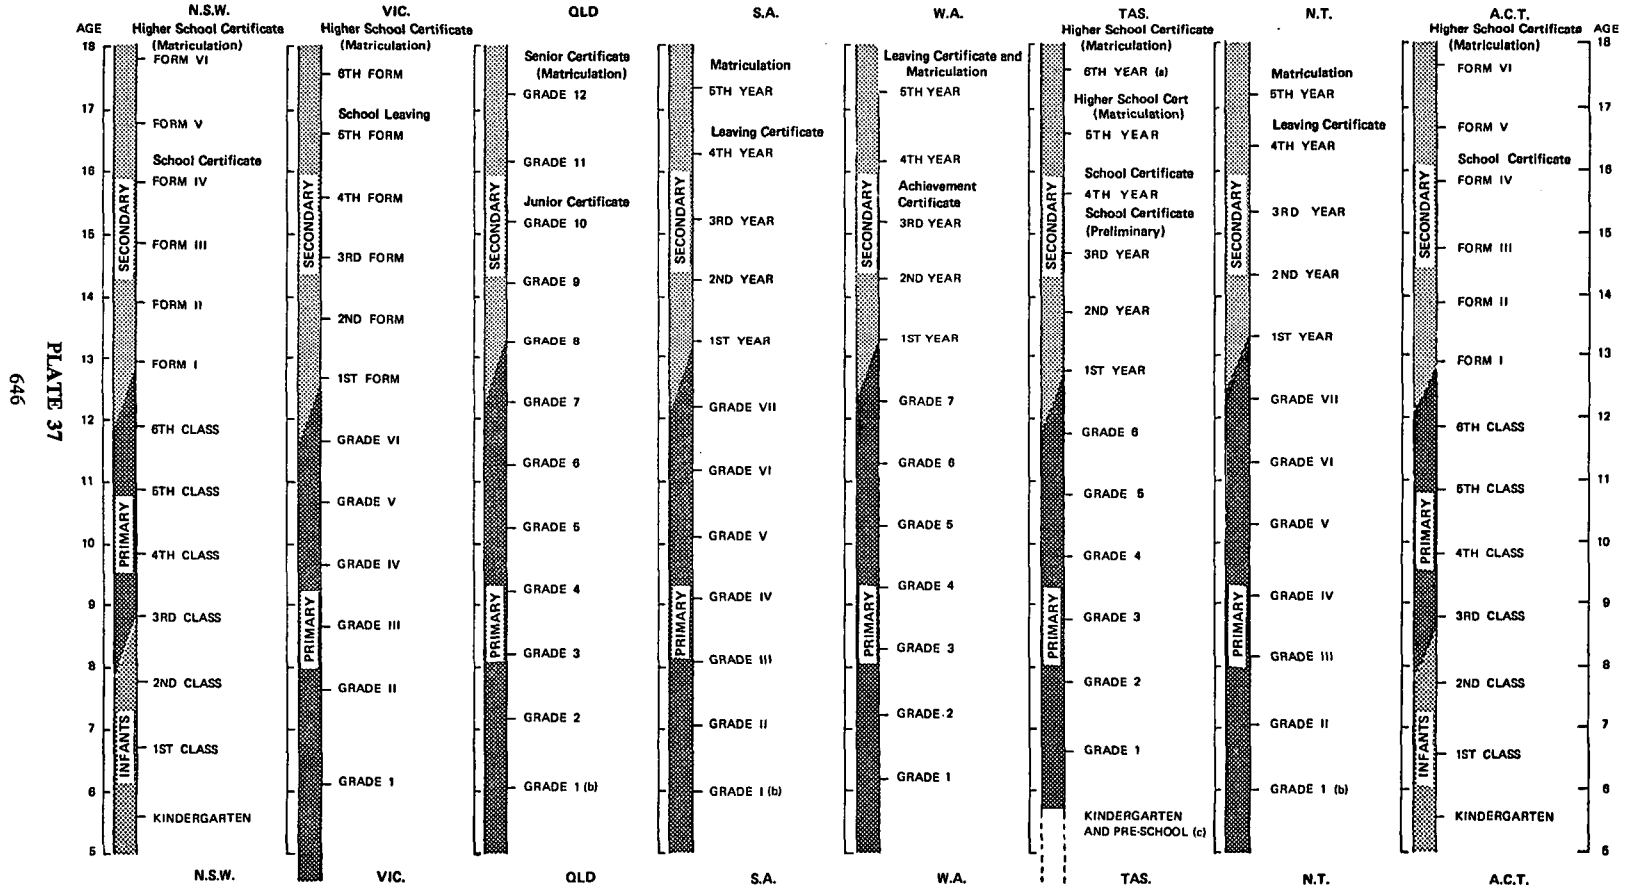 N.S.W.
VIC.
QLD
S.A.
W.A.
TAS.
N.T.
A.C.T.
AGE
18
17
16
15
14
13
12
11
10
9
8
7
6
5
Higher School Certificate
(Matriculation)
FORM VI
FORM V
School Certificate
FORM IV
FORM III
FORM II
FORM I
6TH CLASS
5TH CLASS
4TH CLASS
3RD CLASS
2ND CLASS
1ST CLASS
KINDERGARTEN
SECONDARY
PRIMARY
INFANTS
Higher School Certificate
(Matriculation)
6TH FORM
School Leaving
5TH FORM
4TH FORM
3RD FORM
2ND FORM
1ST FORM
GRADE VI
GRADE V
GRADE IV
GRADE III
GRADE II
GRADE 1
SECONDARY
PRIMARY
Senior Certificate
(Matriculation)
GRADE 12
GRADE 11
Junior Certificate
GRADE 10
GRADE 9
GRADE 8
GRADE 7
GRADE 6
GRADE 5
GRADE 4
GRADE 3
GRADE 2
GRADE 1 (b)
SECONDARY
PRIMARY
Matriculation
5TH YEAR
Leaving Certificate
4TH YEAR
3RD YEAR
2ND YEAR
1ST YEAR
GRADE VII
GRADE VI
GRADE V
GRADE IV
GRADE III
GRADE II
GRADE I (b)
SECONDARY
PRIMARY
Leaving Certificate and
Matriculation
5TH YEAR
4TH YEAR
Achievement
Certificate
3RD YEAR
2ND YEAR
1ST YEAR
GRADE 7
GRADE 6
GRADE 5
GRADE 4
GRADE 3
GRADE 2
GRADE 1
SECONDARY
PRIMARY
Higher School Certificate
(Matriculation)
6TH YEAR (a)
Higher School Cert
(Matriculation)
5TH YEAR
School Certificate
4TH YEAR
School Certificate
(Preliminary)
3RD YEAR
2ND YEAR
1ST YEAR
GRADE 6
GRADE 5
GRADE 4
GRADE 3
GRADE 2
GRADE 1
KINDERGARTEN
AND PRE-SCHOOL (c)
SECONDARY
PRIMARY
Matriculation
5TH YEAR
Leaving Certificate
4TH YEAR
3RD YEAR
2ND YEAR
1ST YEAR
GRADE VII
GRADE VI
GRADE V
GRADE IV
GRADE III
GRADE II
GRADE 1 (b)
SECONDARY
PRIMARY
Higher School Certificate
(Matriculation)
FORM VI
FORM V
School Certificate
FORM IV
FORM III
FORM II
FORM I
6TH CLASS
5TH CLASS
4TH CLASS
3RD CLASS
2ND CLASS
1ST CLASS
KINDERGARTEN
SECONDARY
PRIMARY
INFANTS
AGE
18
17
16
15
14
13
12
11
10
9
8
7
6
5
N.S.W.
VIC.
QLD
S.A.
W.A.
TAS.
N.T.
A.C.T.
PLATE 37
646